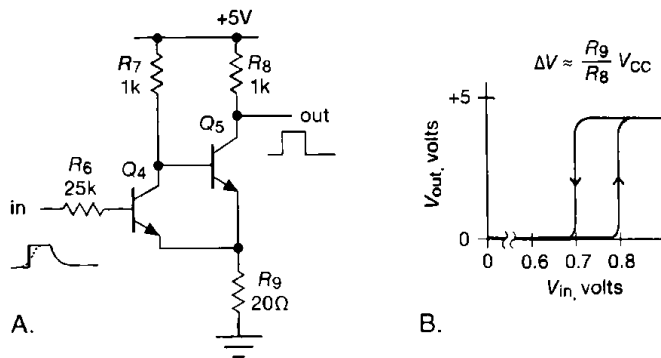 +5V
R7
1k
R8
1k
out
Q5
Q4
R6
25k
in
R9
20Ω
A.
ΔV ≈ R9/R8 VCC
+5
Vout, volts
0
0 0.6 0.7 0.8
Vin, volts
B.